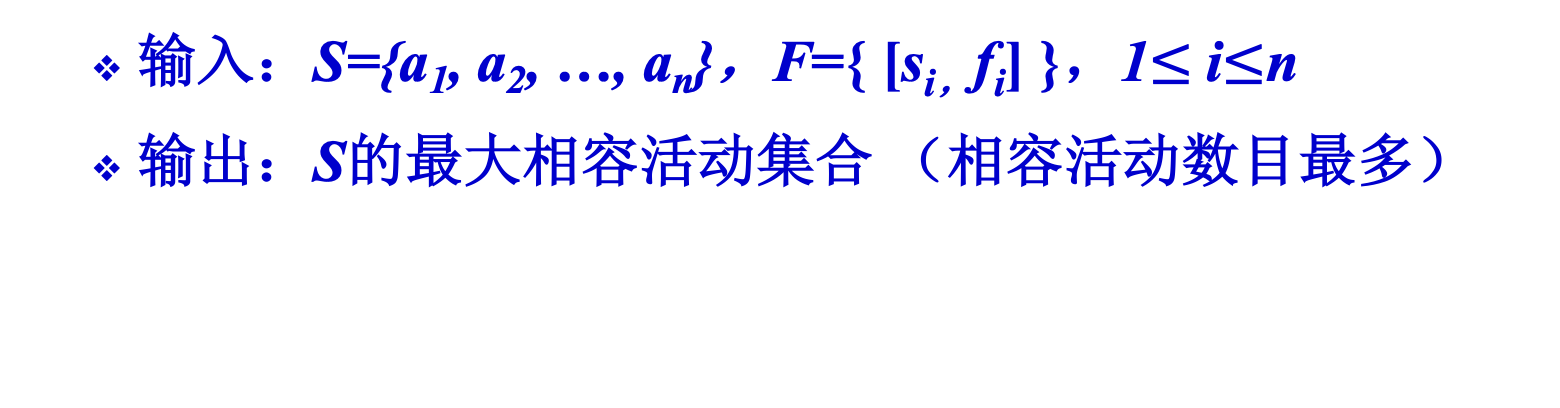 ❖ 输入：S={a1, a2, …, an}，F={ [si , fi] }，1≤ i≤n
❖ 输出：S的最大相容活动集合 （相容活动数目最多）